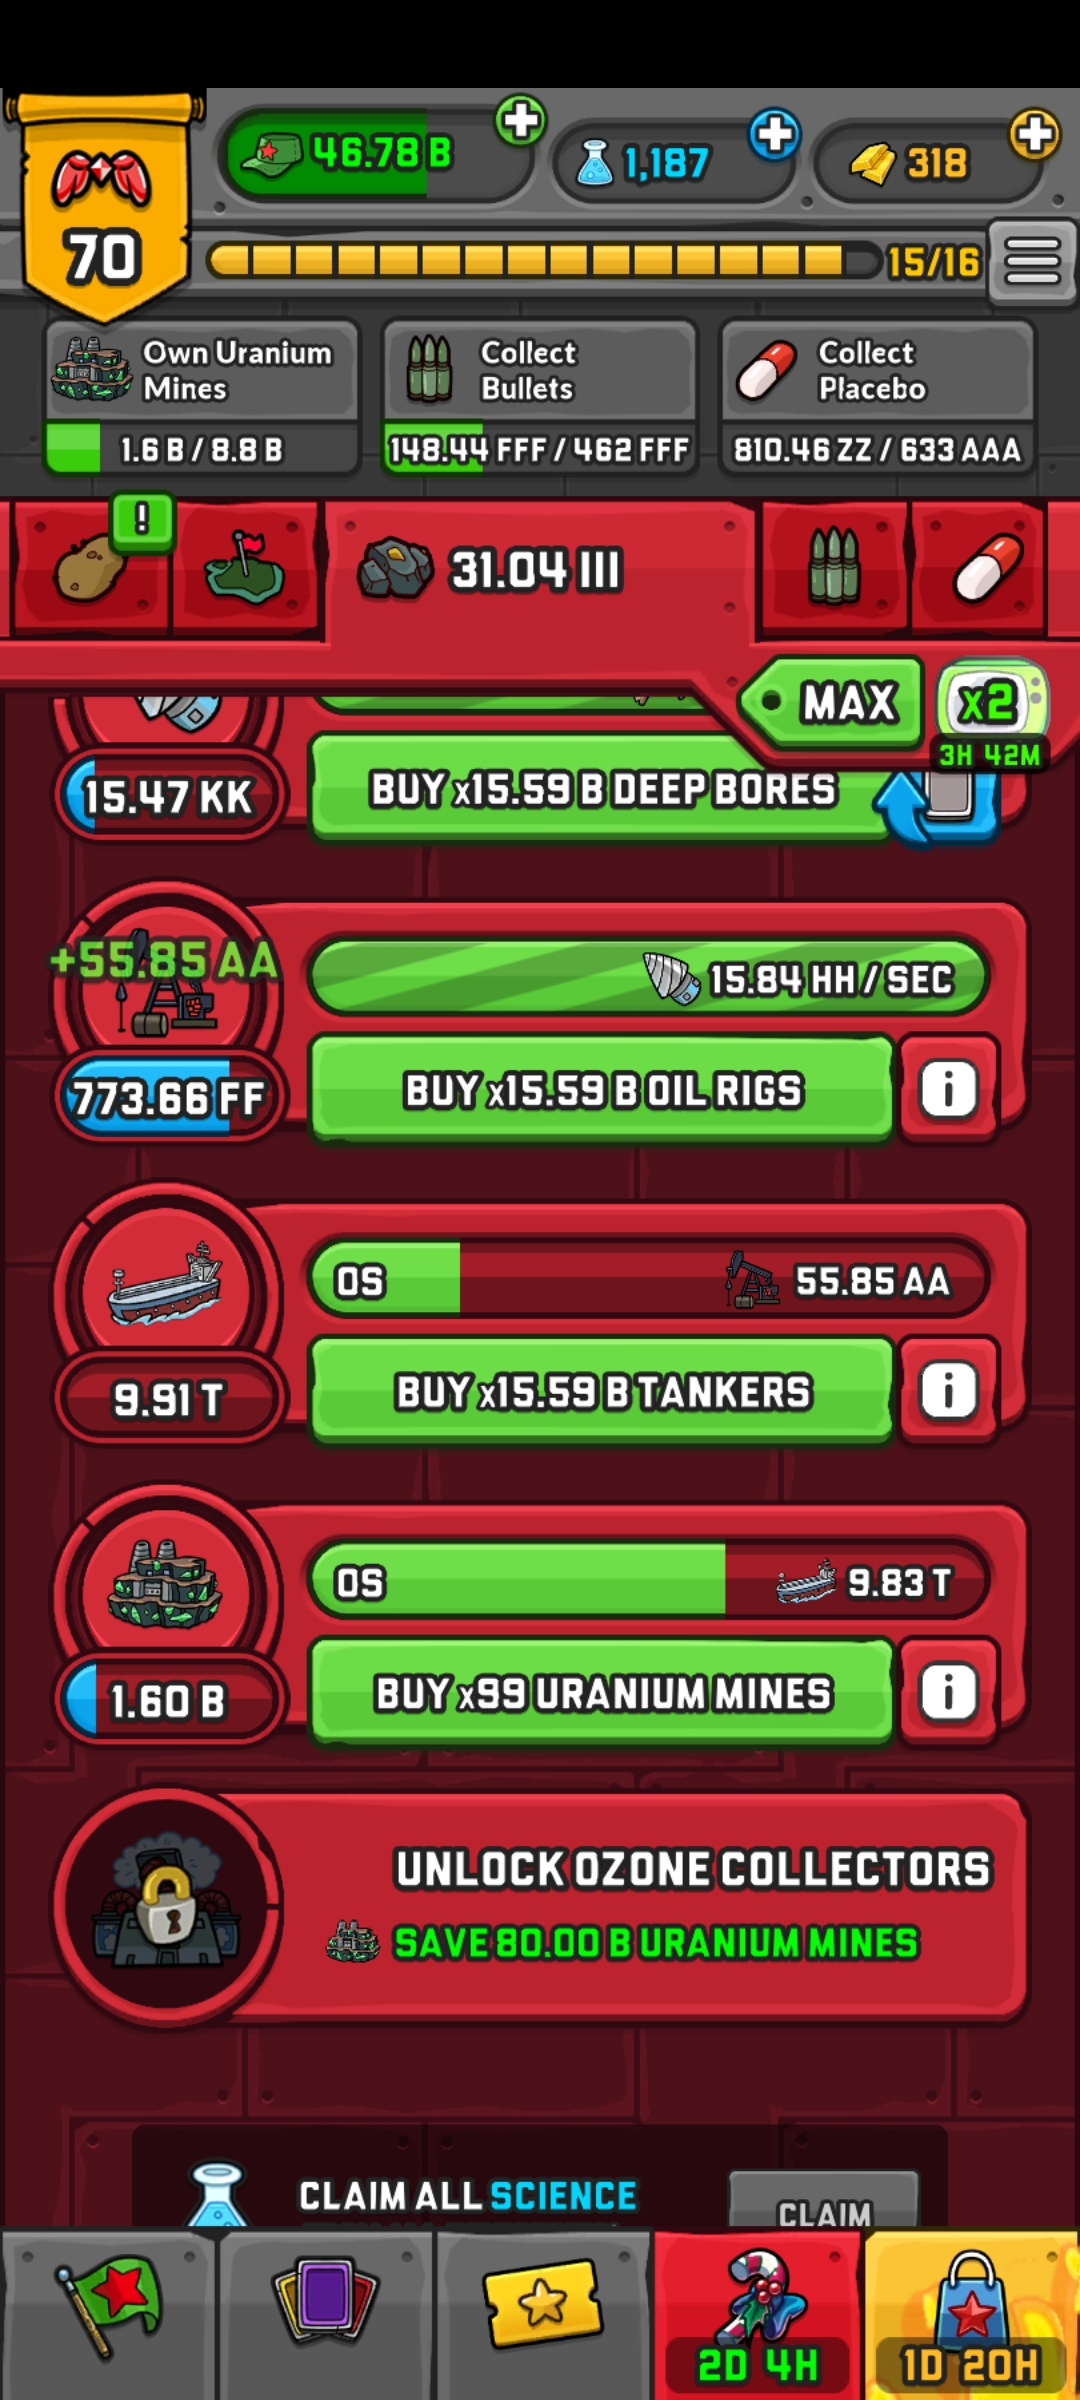 46.78 B
1,187
318
70
15/16
Own Uranium
Mines
1.6 B / 8.8 B
Collect
Bullets
148.44 FFF / 462 FFF
Collect
Placebo
810.46 ZZ / 633 AAA
!
31.04 III
MAX
x2
3H 42M
15.47 KK
BUY x15.59 B DEEP BORES
+55.85 AA
15.84 HH / SEC
773.66 FF
BUY x15.59 B OIL RIGS
i
0S
55.85 AA
9.91 T
BUY x15.59 B TANKERS
i
0S
9.83 T
1.60 B
BUY x99 URANIUM MINES
i
UNLOCK OZONE COLLECTORS
SAVE 80.00 B URANIUM MINES
CLAIM ALL SCIENCE
CLAIM
2D 4H
1D 20H